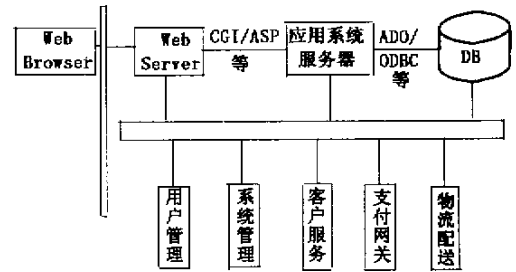 Web
Browser
Web
Server
CGI/ASP
等
应用系统
服务器
ADO/
ODBC
等
DB
用户管理
系统管理
客户服务
支付网关
物流配送